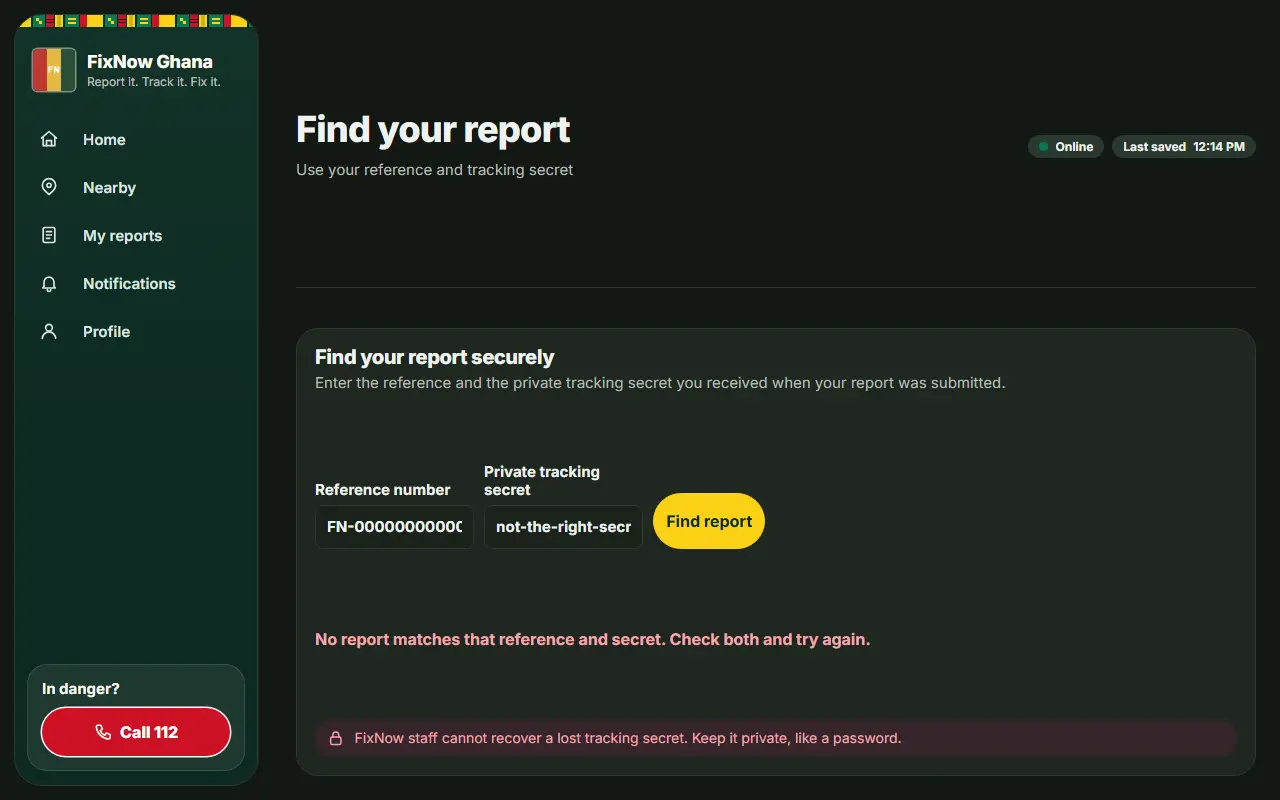 FN
FixNow Ghana
Report it. Track it. Fix it.
Home
Nearby
My reports
Notifications
Profile
In danger?
Call 112
Find your report
Use your reference and tracking secret
Online
Last saved 12:14 PM
Find your report securely
Enter the reference and the private tracking secret you received when your report was submitted.
Reference number
FN-00000000000
Private tracking
secret
not-the-right-secr
Find report
No report matches that reference and secret. Check both and try again.
FixNow staff cannot recover a lost tracking secret. Keep it private, like a password.